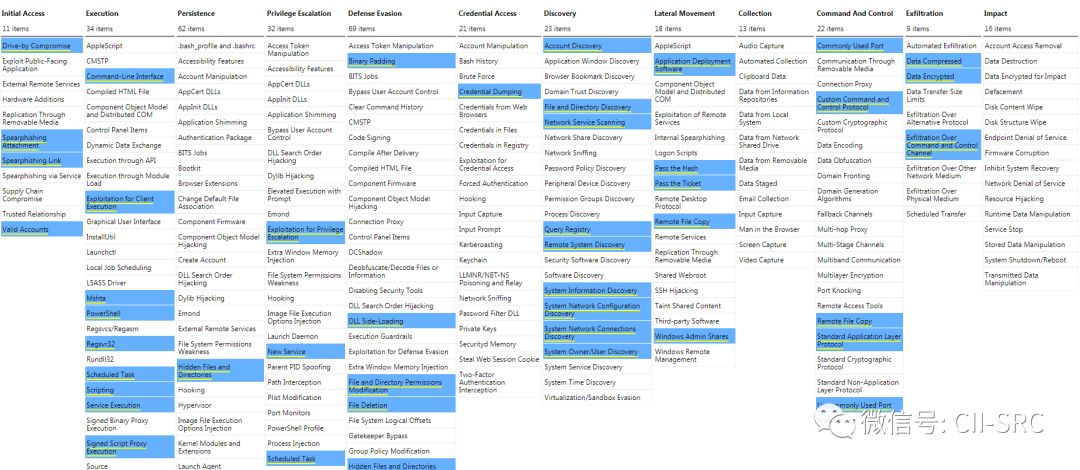 Initial Access
11 items
Drive-by Compromise
Exploit Public-Facing
Application
External Remote Services
Hardware Additions
Replication Through
Removable Media
Spearphishing
Attachment
Spearphishing Link
Spearphishing via Service
Supply Chain
Compromise
Trusted Relationship
Valid Accounts
Execution
34 items
AppleScript
CMSTP
Command-Line Interface
Compiled HTML File
Component Object Model
and Distributed COM
Control Panel Items
Dynamic Data Exchange
Execution through API
Execution through Module
Load
Exploitation for Client
Execution
Graphical User Interface
InstallUtil
Launchctl
Local Job Scheduling
LSASS Driver
Mshta
PowerShell
Regsvcs/Regasm
Regsvr32
Rundll32
Scheduled Task
Scripting
Service Execution
Signed Binary Proxy
Execution
Signed Script Proxy
Execution
Source
Persistence
62 items
.bash_profile and .bashrc
Accessibility Features
Account Manipulation
AppCert DLLs
AppInit DLLs
Application Shimming
Authentication Package
BITS Jobs
Bootkit
Browser Extensions
Change Default File
Association
Component Firmware
Component Object Model
Hijacking
Create Account
DLL Search Order
Hijacking
Dylib Hijacking
Emond
External Remote Services
File System Permissions
Weakness
Hidden Files and
Directories
Hooking
Hypervisor
Image File Execution
Options Injection
Kernel Modules and
Extensions
Launch Agent
Privilege Escalation
32 items
Access Token
Manipulation
Accessibility Features
AppCert DLLs
AppInit DLLs
Application Shimming
Bypass User Account
Control
DLL Search Order
Hijacking
Dylib Hijacking
Elevated Execution with
Prompt
Emond
Exploitation for Privilege
Escalation
Extra Window Memory
Injection
File System Permissions
Weakness
Hooking
Image File Execution
Options Injection
Launch Daemon
New Service
Parent PID Spoofing
Path Interception
Plist Modification
Port Monitors
PowerShell Profile
Process Injection
Scheduled Task
Defense Evasion
69 items
Access Token Manipulation
Binary Padding
BITS Jobs
Bypass User Account Control
Clear Command History
CMSTP
Code Signing
Compile After Delivery
Compiled HTML File
Component Firmware
Component Object Model
Hijacking
Connection Proxy
Control Panel Items
DCShadow
Deobfuscate/Decode Files or
Information
Disabling Security Tools
DLL Search Order Hijacking
DLL Side-Loading
Execution Guardrails
Exploitation for Defense Evasion
Extra Window Memory Injection
File and Directory Permissions
Modification
File Deletion
File System Logical Offsets
Gatekeeper Bypass
Group Policy Modification
Hidden Files and Directories
Credential Access
21 items
Account Manipulation
Bash History
Brute Force
Credential Dumping
Credentials from Web
Browsers
Credentials in Files
Credentials in Registry
Exploitation for
Credential Access
Forced Authentication
Hooking
Input Capture
Input Prompt
Kerberoasting
Keychain
LLMNR/NBT-NS
Poisoning and Relay
Network Sniffing
Password Filter DLL
Private Keys
Securityd Memory
Steal Web Session Cookie
Two-Factor
Authentication
Interception
Discovery
23 items
Account Discovery
Application Window Discovery
Browser Bookmark Discovery
Domain Trust Discovery
File and Directory Discovery
Network Service Scanning
Network Share Discovery
Network Sniffing
Password Policy Discovery
Peripheral Device Discovery
Permission Groups Discovery
Process Discovery
Query Registry
Remote System Discovery
Security Software Discovery
Software Discovery
System Information Discovery
System Network Configuration
Discovery
System Network Connections
Discovery
System Owner/User Discovery
System Service Discovery
System Time Discovery
Virtualization/Sandbox Evasion
Lateral Movement
18 items
AppleScript
Application Deployment
Software
Component Object
Model and Distributed
COM
Exploitation of Remote
Services
Internal Spearphishing
Logon Scripts
Pass the Hash
Pass the Ticket
Remote Desktop
Protocol
Remote File Copy
Remote Services
Replication Through
Removable Media
Shared Webroot
SSH Hijacking
Taint Shared Content
Third-party Software
Windows Admin Shares
Windows Remote
Management
Collection
13 items
Audio Capture
Automated Collection
Clipboard Data
Data from Information
Repositories
Data from Local
System
Data from Network
Shared Drive
Data from Removable
Media
Data Staged
Email Collection
Input Capture
Man in the Browser
Screen Capture
Video Capture
Command And Control
22 items
Commonly Used Port
Communication Through
Removable Media
Connection Proxy
Custom Command and
Control Protocol
Custom Cryptographic
Protocol
Data Encoding
Data Obfuscation
Domain Fronting
Domain Generation
Algorithms
Fallback Channels
Multi-hop Proxy
Multi-Stage Channels
Multiband Communication
Multilayer Encryption
Port Knocking
Remote Access Tools
Remote File Copy
Standard Application Layer
Protocol
Standard Cryptographic
Protocol
Standard Non-Application
Layer Protocol
Uncommonly Used Port
Exfiltration
9 items
Automated Exfiltration
Data Compressed
Data Encrypted
Data Transfer Size
Limits
Exfiltration Over
Alternative Protocol
Exfiltration Over
Command and Control
Channel
Exfiltration Over Other
Network Medium
Exfiltration Over
Physical Medium
Scheduled Transfer
Impact
16 items
Account Access Removal
Data Destruction
Data Encrypted for Impact
Defacement
Disk Content Wipe
Disk Structure Wipe
Endpoint Denial of Service
Firmware Corruption
Inhibit System Recovery
Network Denial of Service
Resource Hijacking
Runtime Data Manipulation
Service Stop
Stored Data Manipulation
System Shutdown/Reboot
Transmitted Data
Manipulation
微信号: CII-SRC